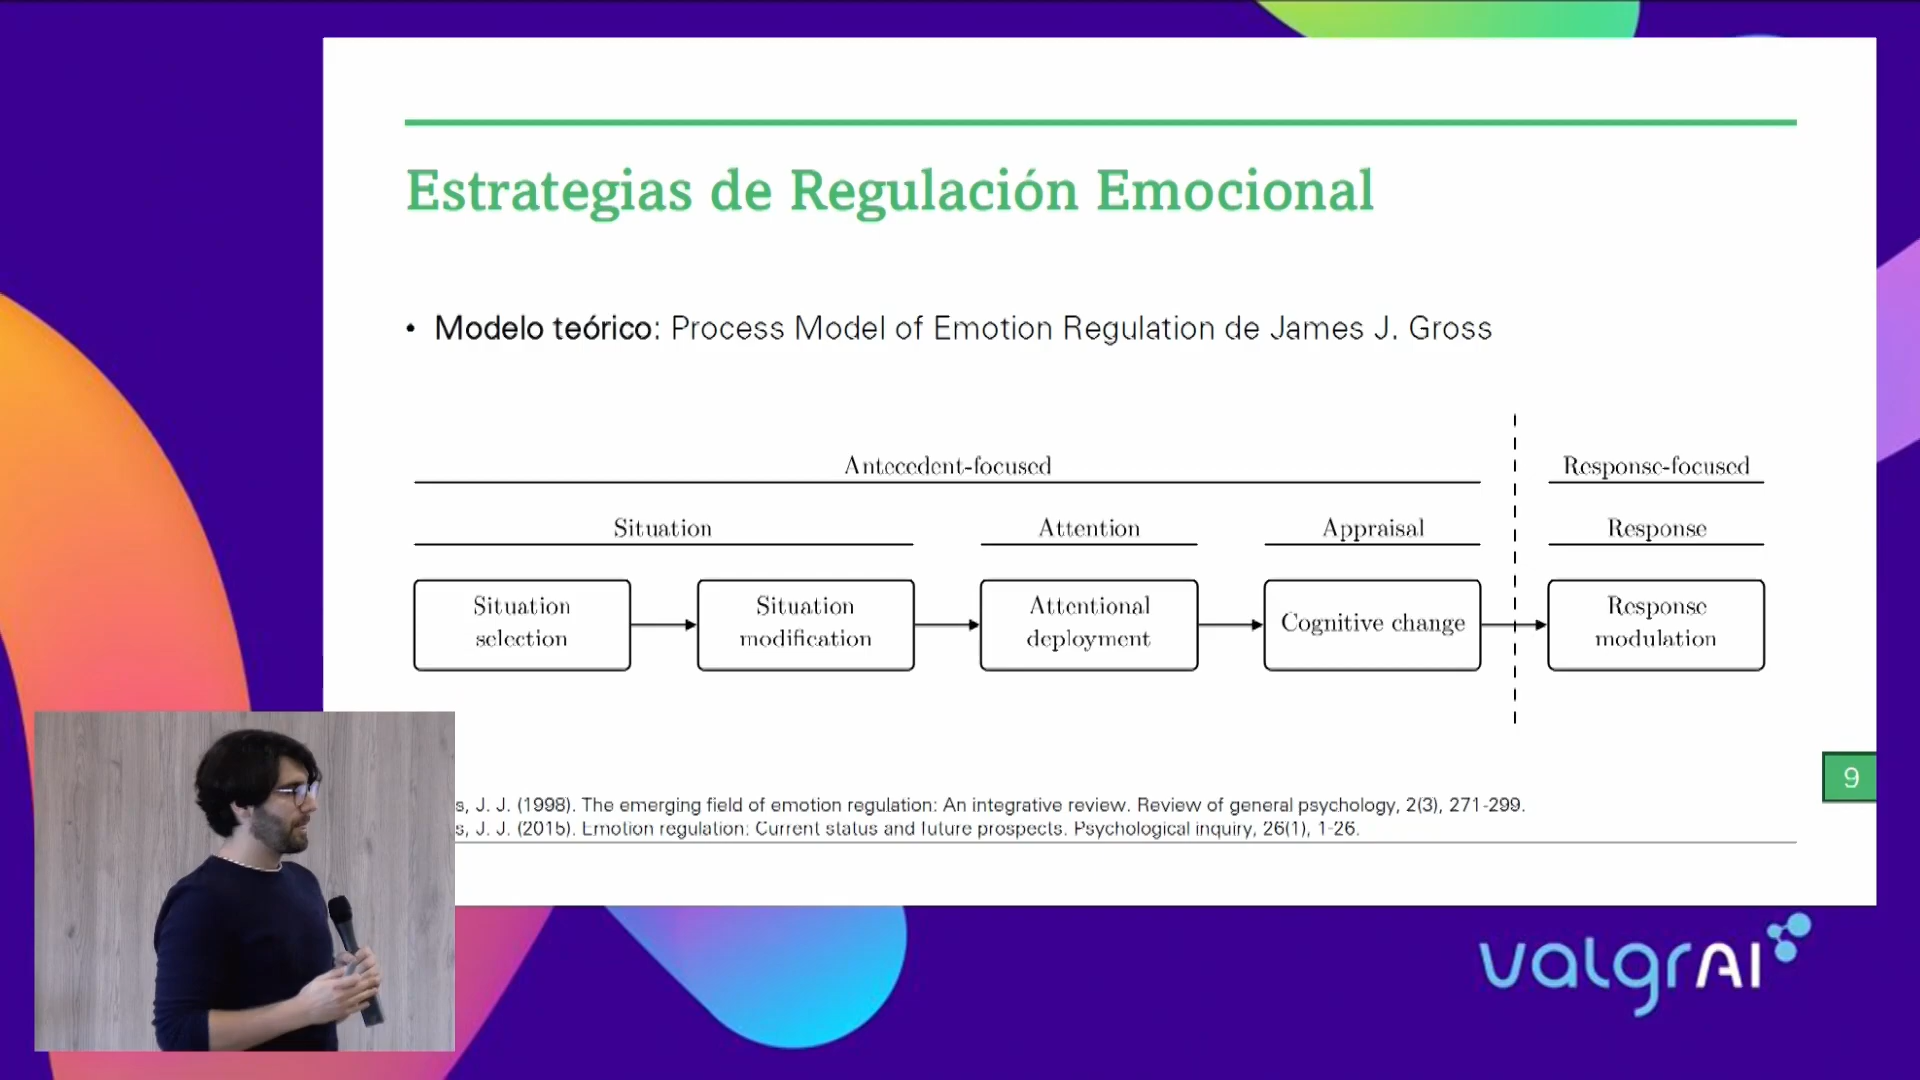 Estrategias de Regulación Emocional
• Modelo teórico: Process Model of Emotion Regulation de James J. Gross
Antecedent-focused
Response-focused
Situation
Attention
Appraisal
Response
Situation
selection
Situation
modification
Attentional
deployment
Cognitive change
Response
modulation
9
s, J. J. (1998). The emerging field of emotion regulation: An integrative review. Review of general psychology, 2(3), 271-299.
s, J. J. (2015). Emotion regulation: Current status and future prospects. Psychological inquiry, 26(1), 1-26.
valgrAI